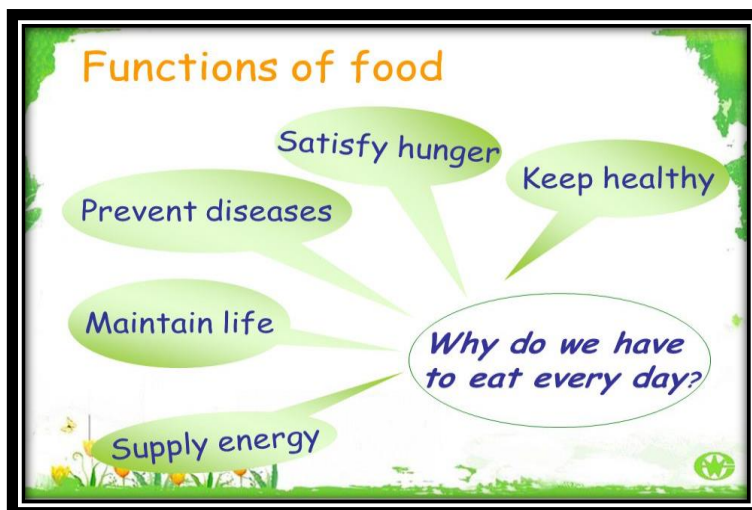 Functions of food
Satisfy hunger
Keep healthy
Prevent diseases
Maintain life
Why do we have
to eat every day?
Supply energy